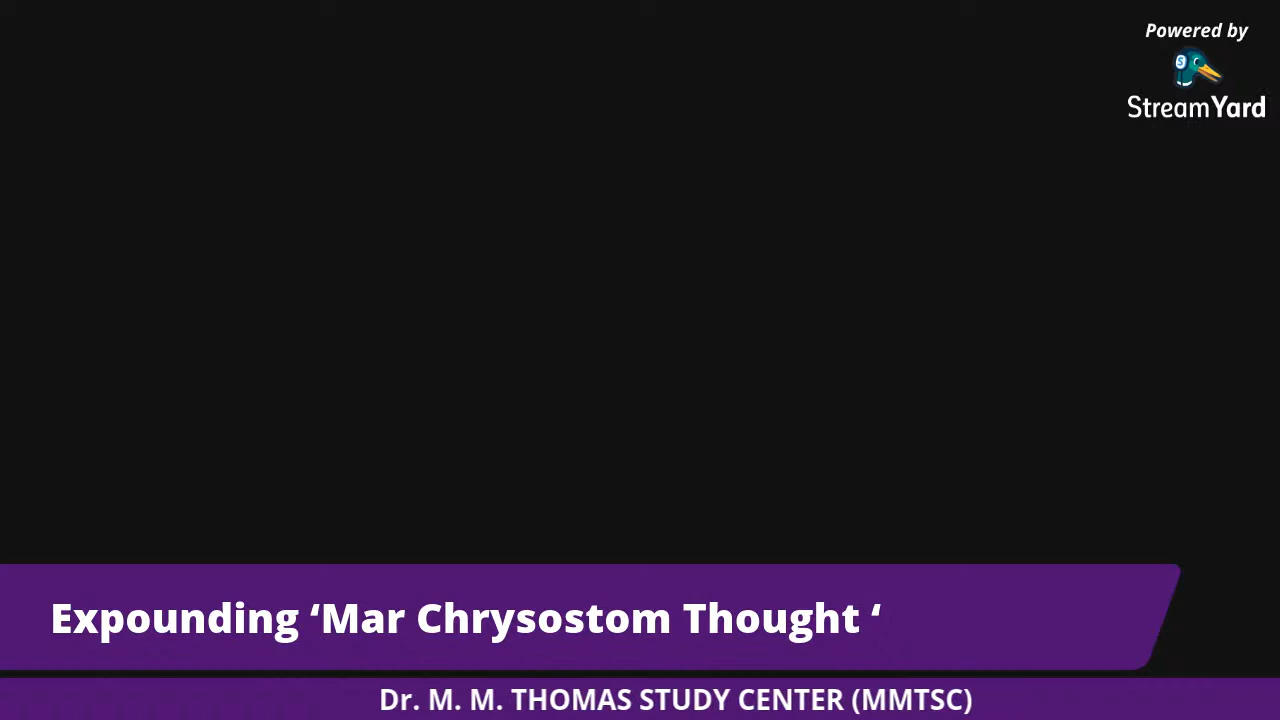 Powered by
StreamYard
Expounding ‘Mar Chrysostom Thought ‘
Dr. M. M. THOMAS STUDY CENTER (MMTSC)